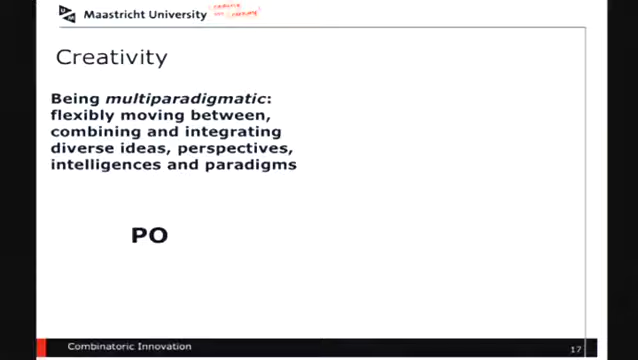 Maastricht University
Creativity
Being multiparadigmatic:
flexibly moving between,
combining and integrating
diverse ideas, perspectives,
intelligences and paradigms
PO
Combinatoric Innovation
17